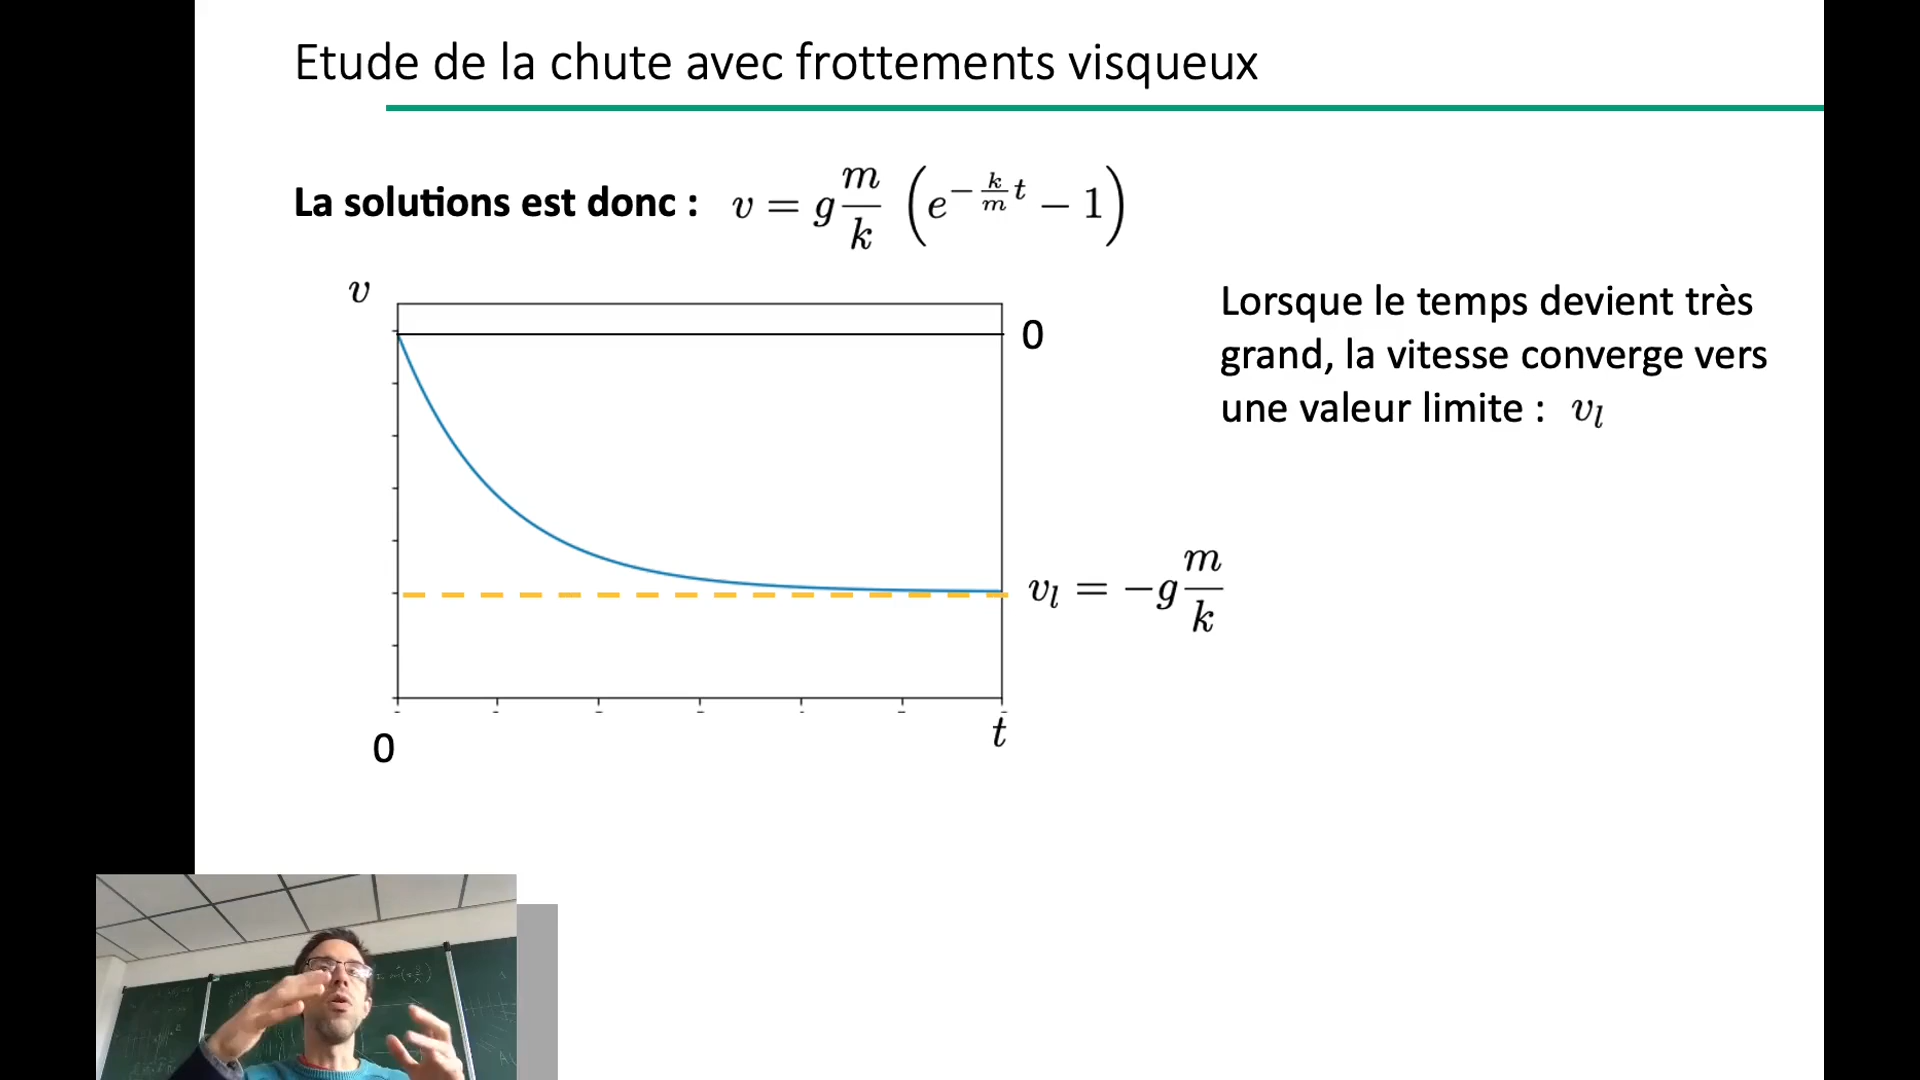 Etude de la chute avec frottements visqueux
La solutions est donc : v = g m/k (e^{-k/m t} − 1)
v
0
Lorsque le temps devient très
grand, la vitesse converge vers
une valeur limite : v_l
v_l = −g m/k
0
t